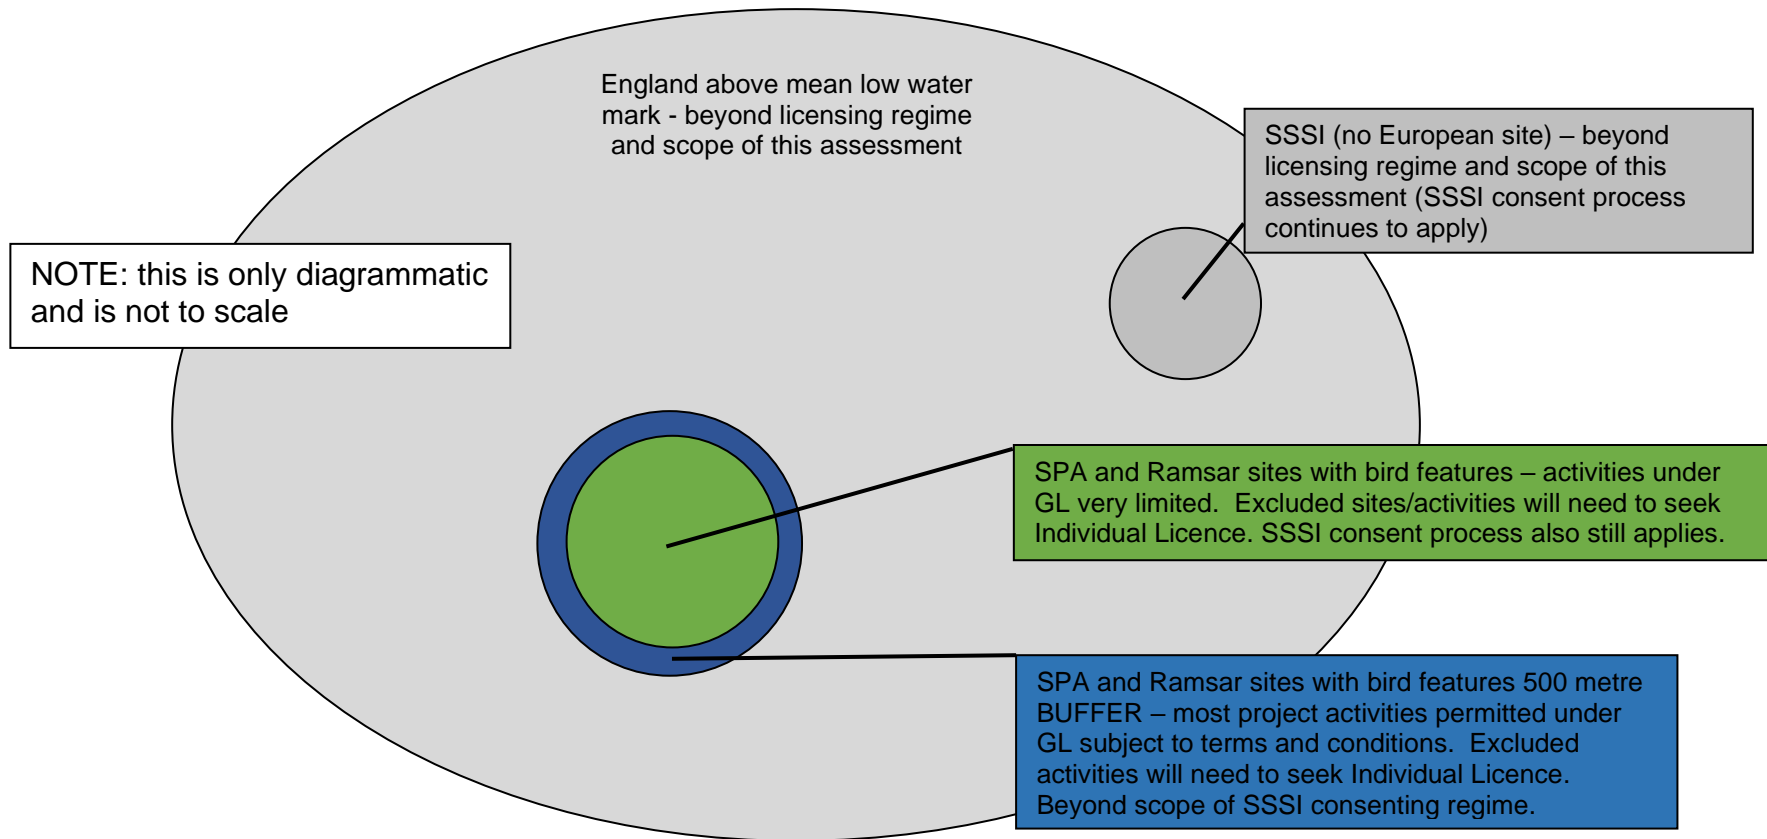 England above mean low water
mark - beyond licensing regime
and scope of this assessment
SSSI (no European site) – beyond
licensing regime and scope of this
assessment (SSSI consent process
continues to apply)
NOTE: this is only diagrammatic
and is not to scale
SPA and Ramsar sites with bird features – activities under
GL very limited.  Excluded sites/activities will need to seek
Individual Licence. SSSI consent process also still applies.
SPA and Ramsar sites with bird features 500 metre
BUFFER – most project activities permitted under
GL subject to terms and conditions.  Excluded
activities will need to seek Individual Licence.
Beyond scope of SSSI consenting regime.